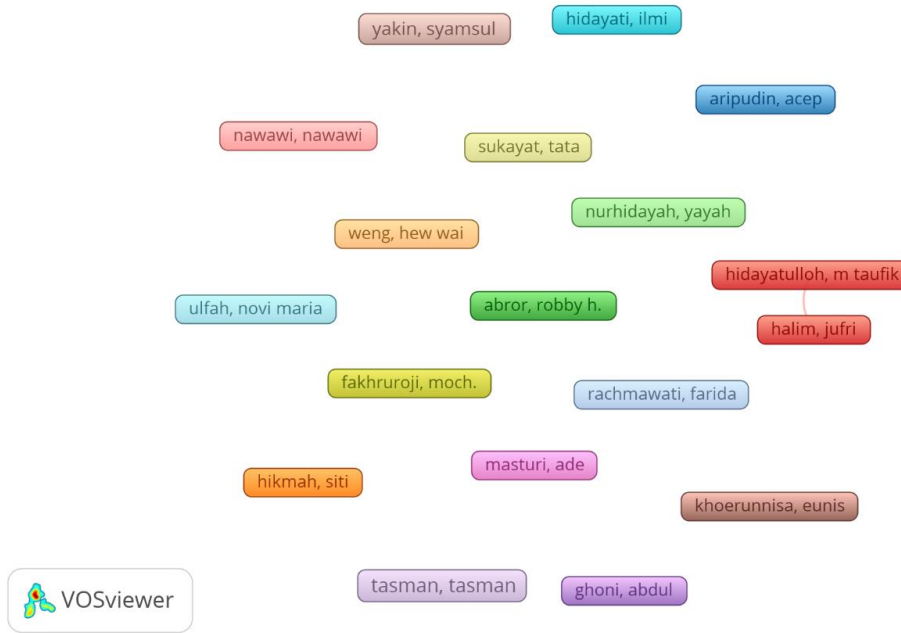 yakin, syamsul
hidayati, ilmi
aripudin, acep
nawawi, nawawi
sukayat, tata
nurhidayah, yayah
weng, hew wai
hidayatulloh, m taufik
ulfah, novi maria
abror, robby h.
halim, jufri
fakhruroji, moch.
rachmawati, farida
masturi, ade
hikmah, siti
khoerunnisa, eunis
tasman, tasman
ghoni, abdul
VOSviewer